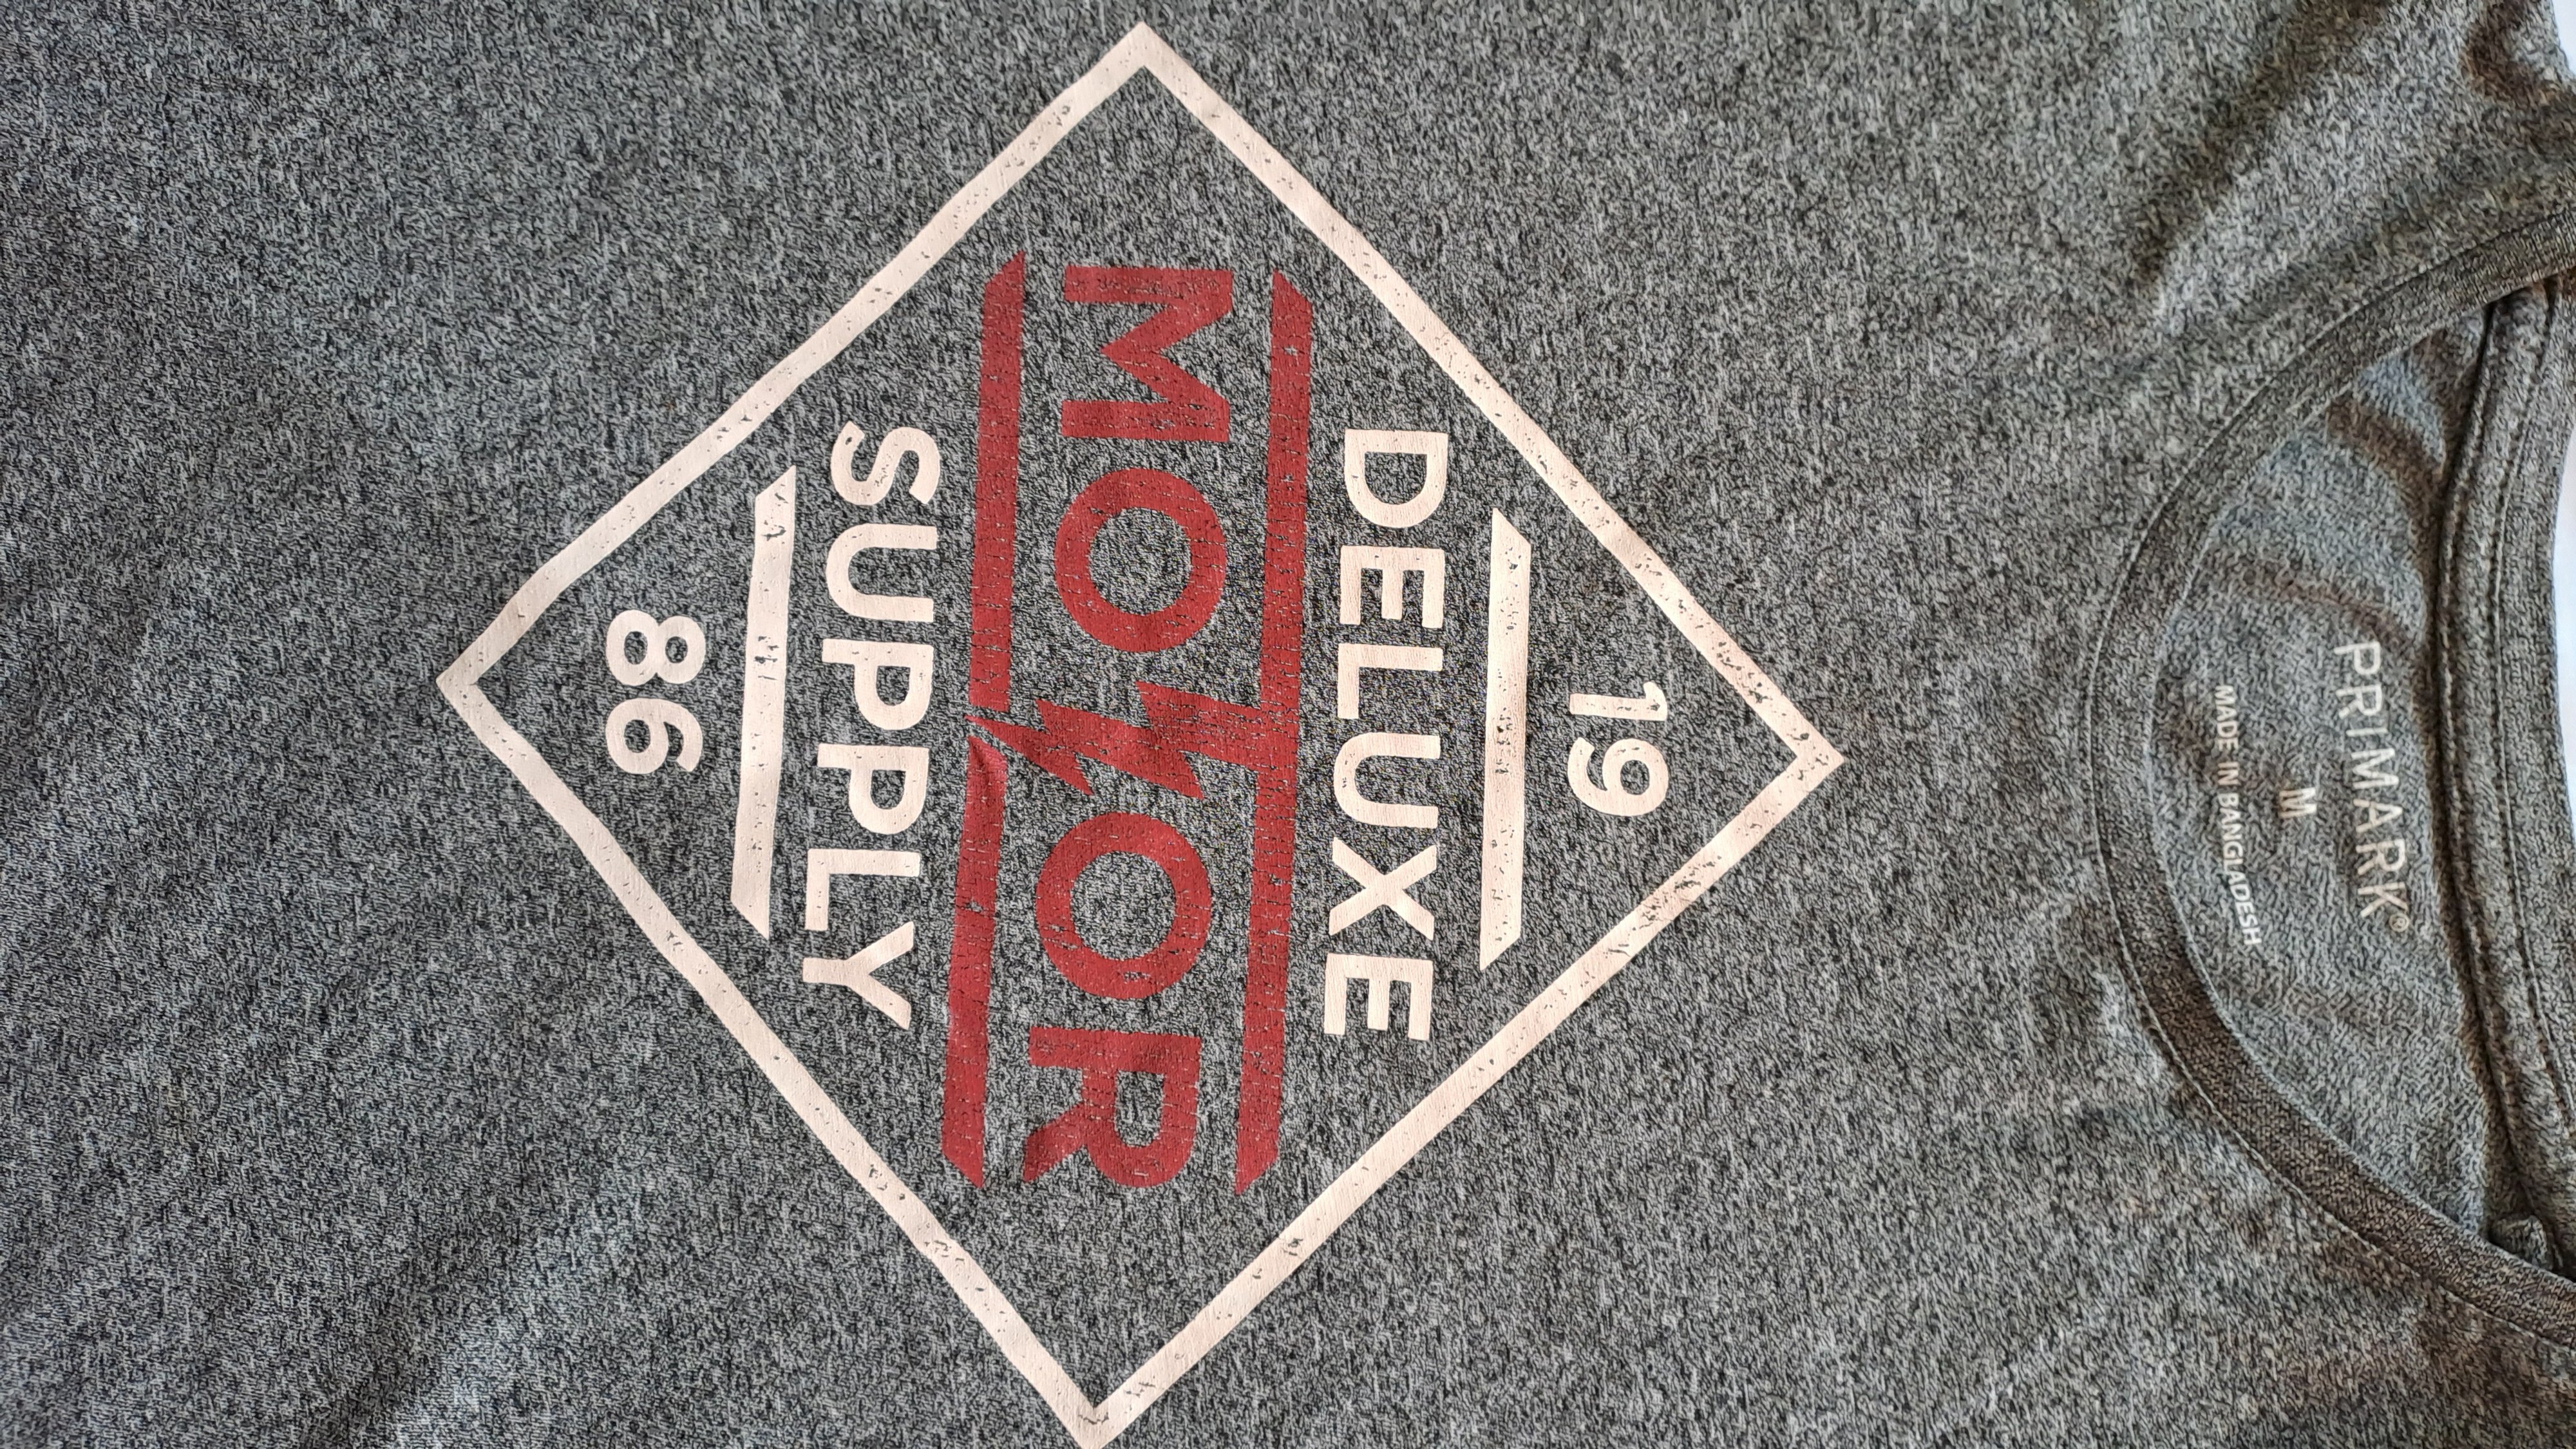 PRIMARK®
M
MADE IN BANGLADESH
19
DELUXE
MOTOR
SUPPLY
86